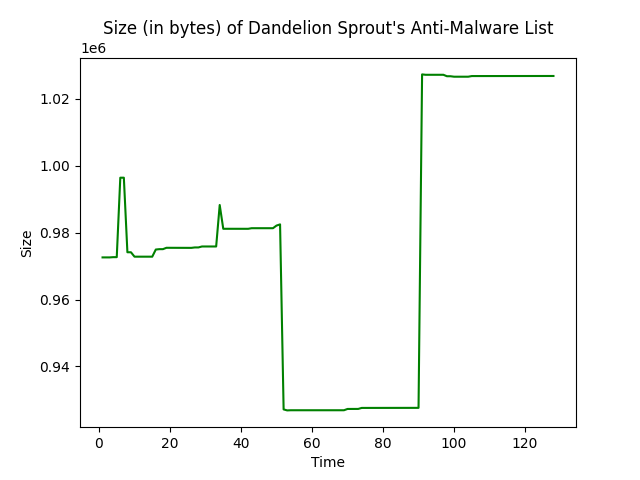 Size (in bytes) of Dandelion Sprout's Anti-Malware List
1e6
1.02
1.00
0.98
0.96
0.94
Size
0 20 40 60 80 100 120
Time